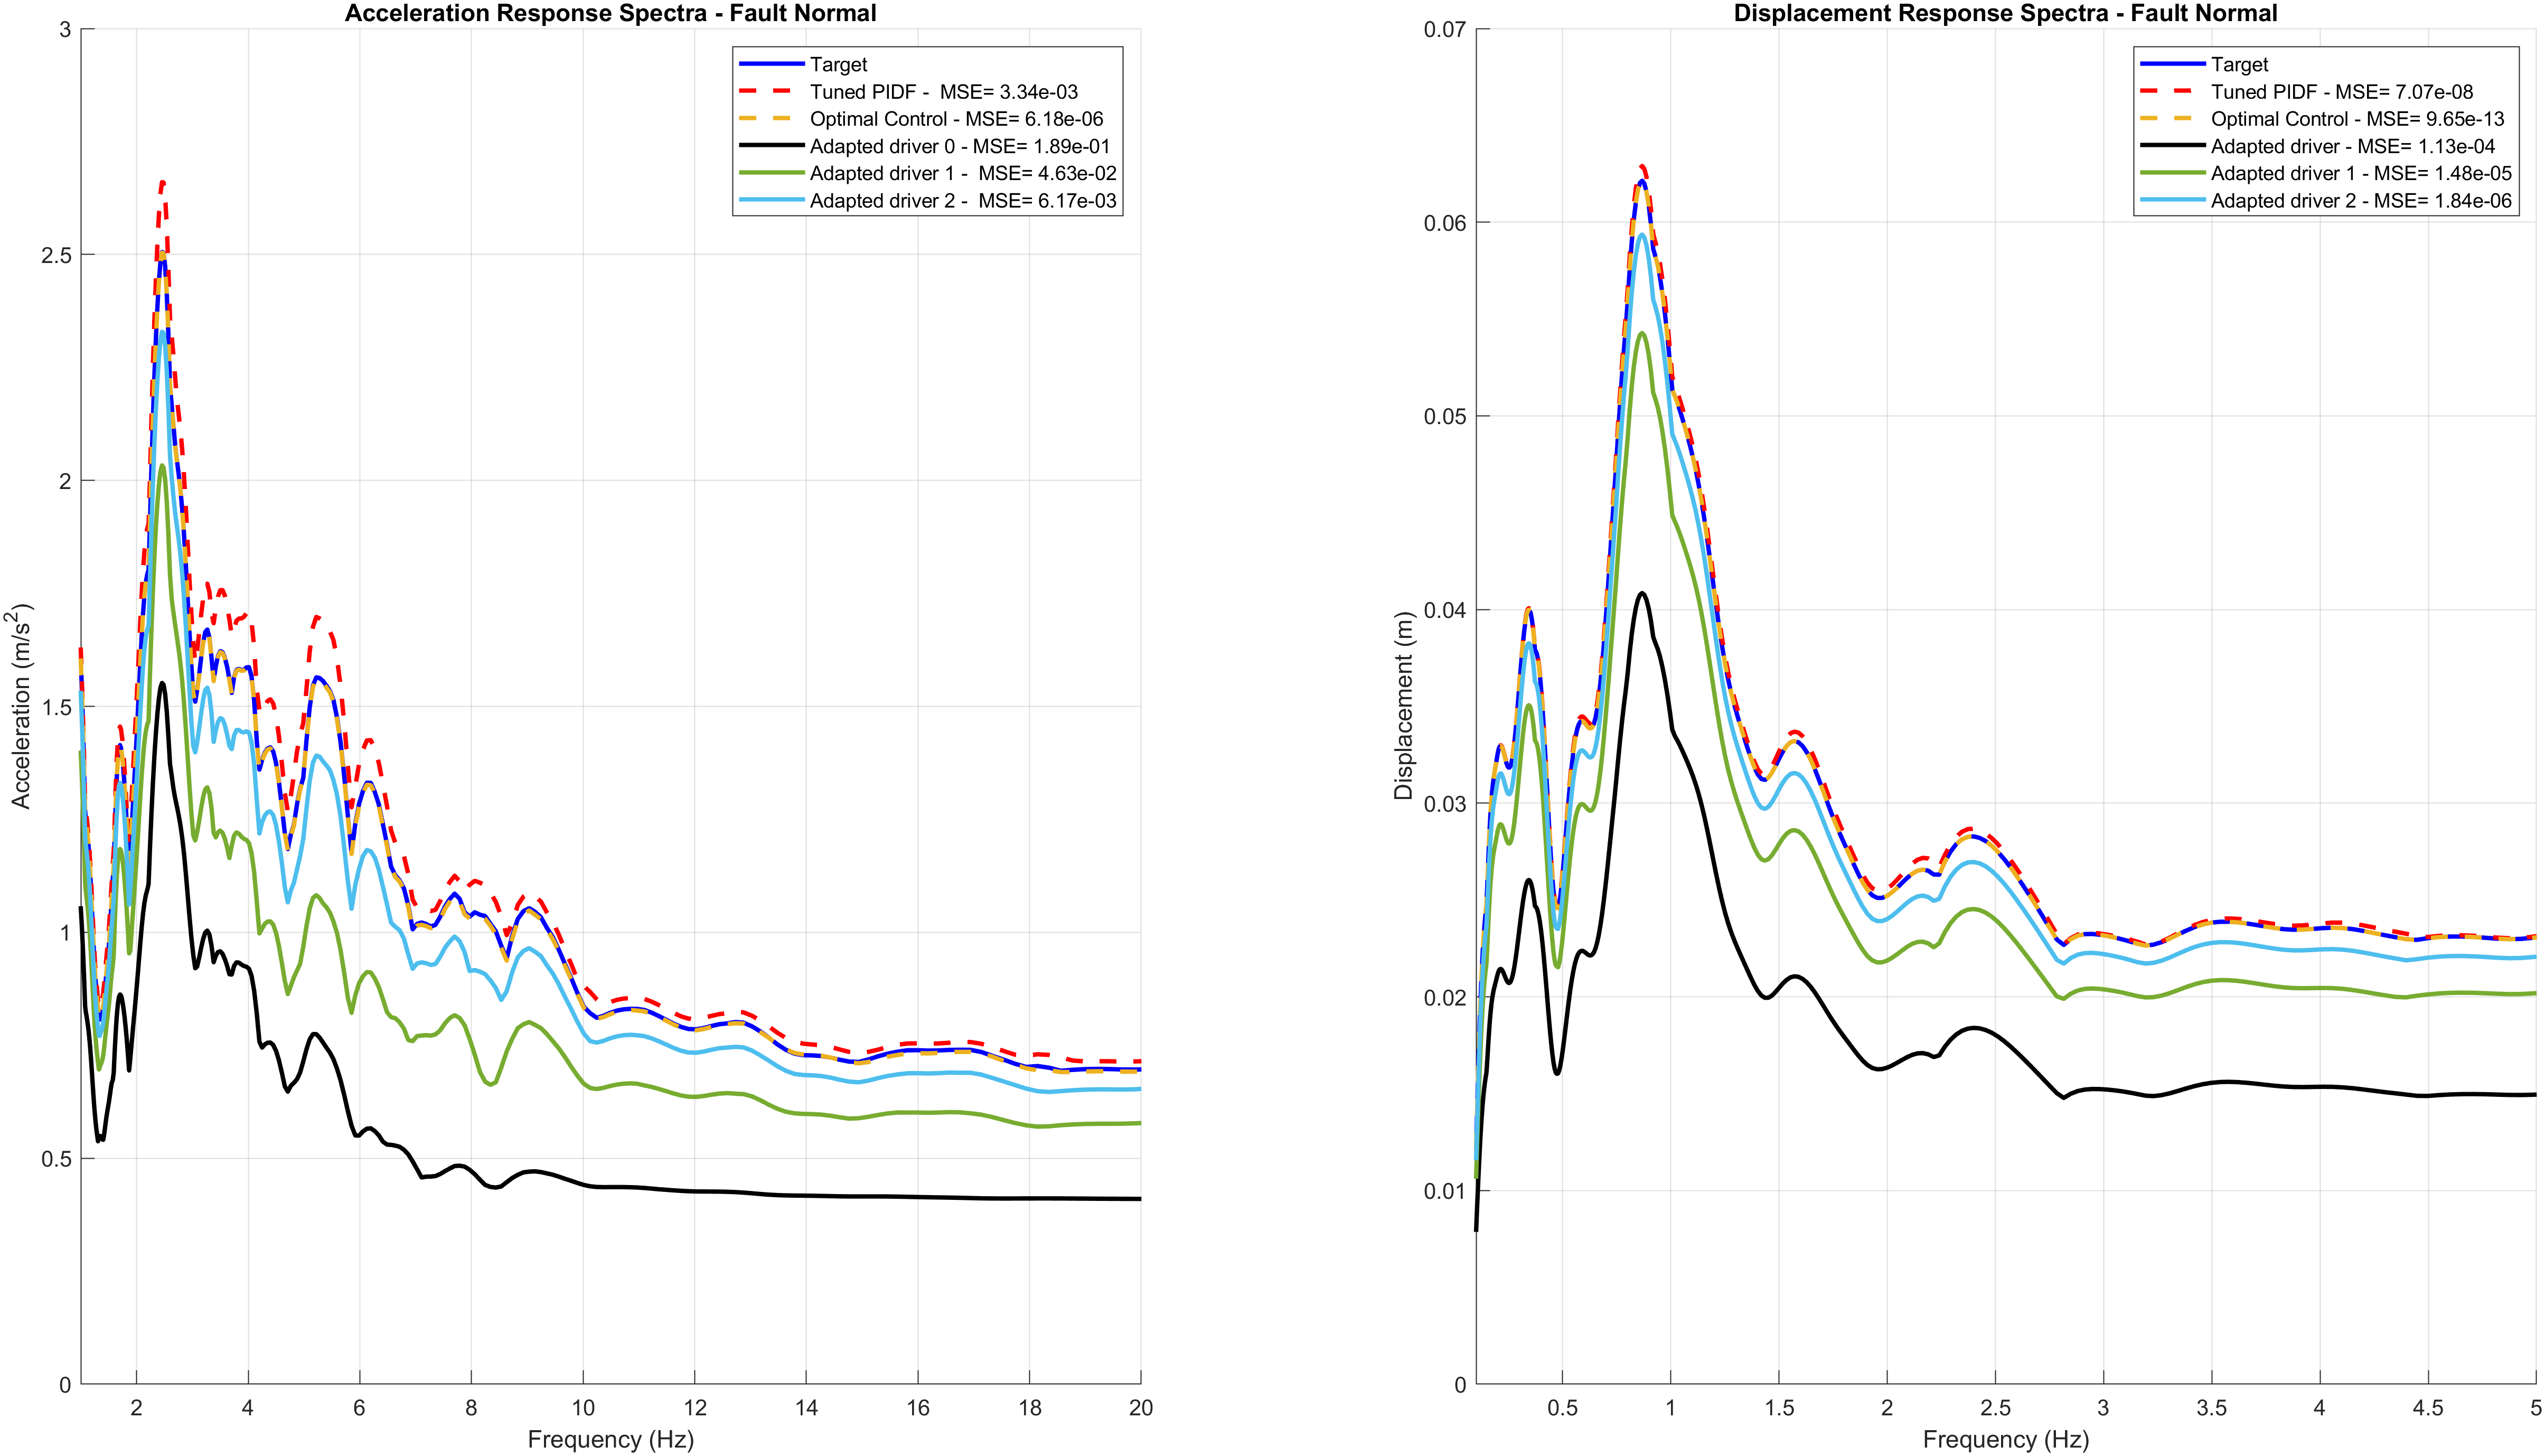 Acceleration Response Spectra - Fault Normal
3
2.5
2
1.5
1
0.5
0
Acceleration (m/s²)
2
4
6
8
10
12
14
16
18
20
Frequency (Hz)
Target
Tuned PIDF -  MSE= 3.34e-03
Optimal Control - MSE= 6.18e-06
Adapted driver 0 - MSE= 1.89e-01
Adapted driver 1 -  MSE= 4.63e-02
Adapted driver 2 -  MSE= 6.17e-03
Displacement Response Spectra - Fault Normal
0.07
0.06
0.05
0.04
0.03
0.02
0.01
0
Displacement (m)
0.5
1
1.5
2
2.5
3
3.5
4
4.5
5
Frequency (Hz)
Target
Tuned PIDF - MSE= 7.07e-08
Optimal Control - MSE= 9.65e-13
Adapted driver - MSE= 1.13e-04
Adapted driver 1 - MSE= 1.48e-05
Adapted driver 2 - MSE= 1.84e-06